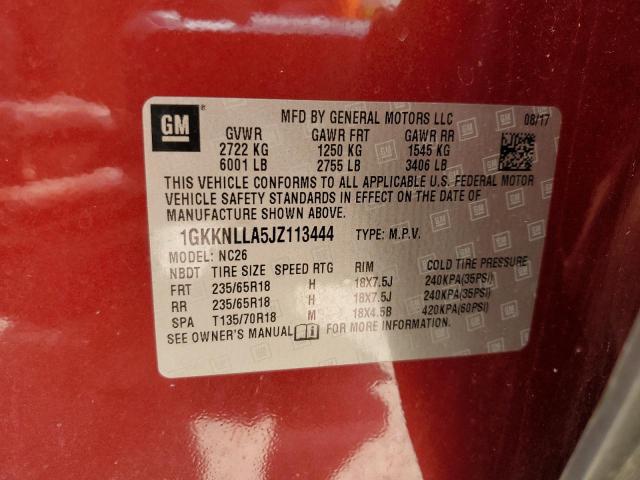 GM
MFD BY GENERAL MOTORS LLC 08/17
GVWR GAWR FRT GAWR RR
2722 KG 1250 KG 1545 KG
6001 LB 2755 LB 3406 LB
THIS VEHICLE CONFORMS TO ALL APPLICABLE U.S. FEDERAL MOTOR
VEHICLE SAFETY STANDARDS IN EFFECT ON THE DATE OF
MANUFACTURE SHOWN ABOVE.
1GKKNLLA5JZ113444 TYPE: M.P.V.
MODEL: NC26
NBDT TIRE SIZE SPEED RTG RIM COLD TIRE PRESSURE
FRT 235/65R18 H 18X7.5J 240KPA(35PSI)
RR 235/65R18 H 18X7.5J 240KPA(35PSI)
SPA T135/70R18 M 18X4.5B 420KPA(60PSI)
SEE OWNER'S MANUAL FOR MORE INFORMATION.